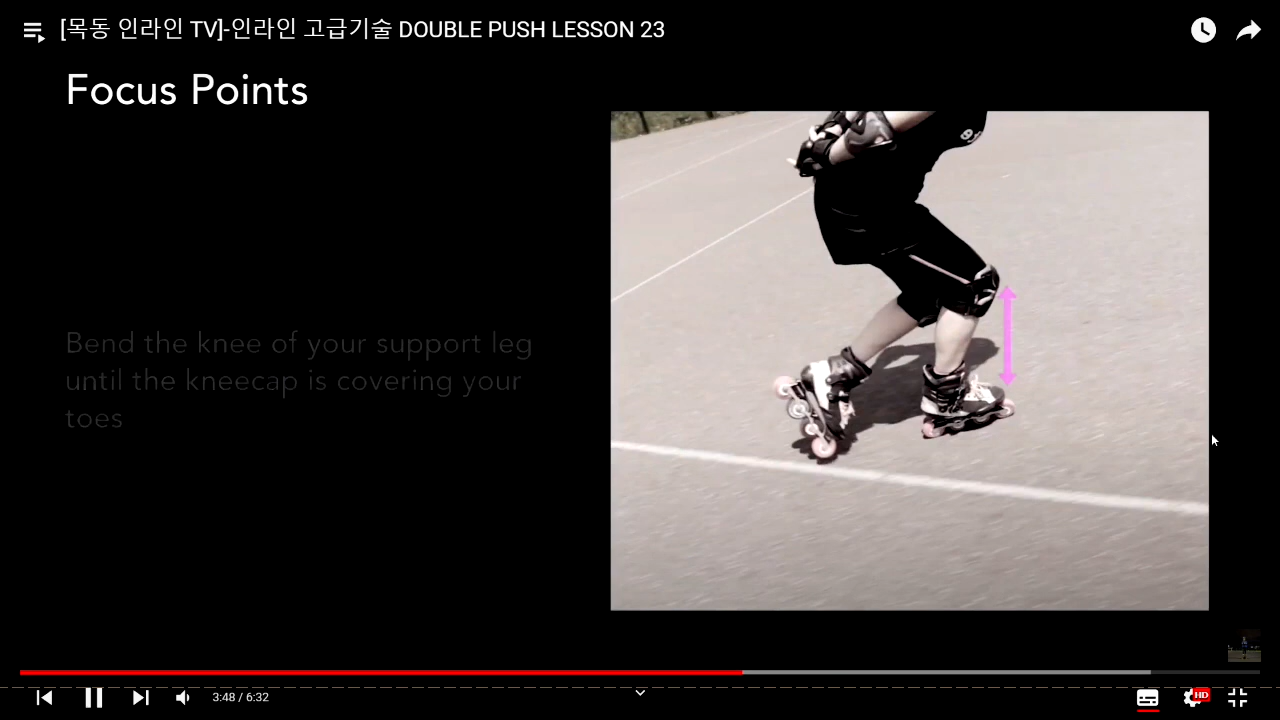 [목동 인라인 TV]-인라인 고급기술 DOUBLE PUSH LESSON 23
Focus Points
Bend the knee of your support leg
until the kneecap is covering your
toes
3:48 / 6:32
HD